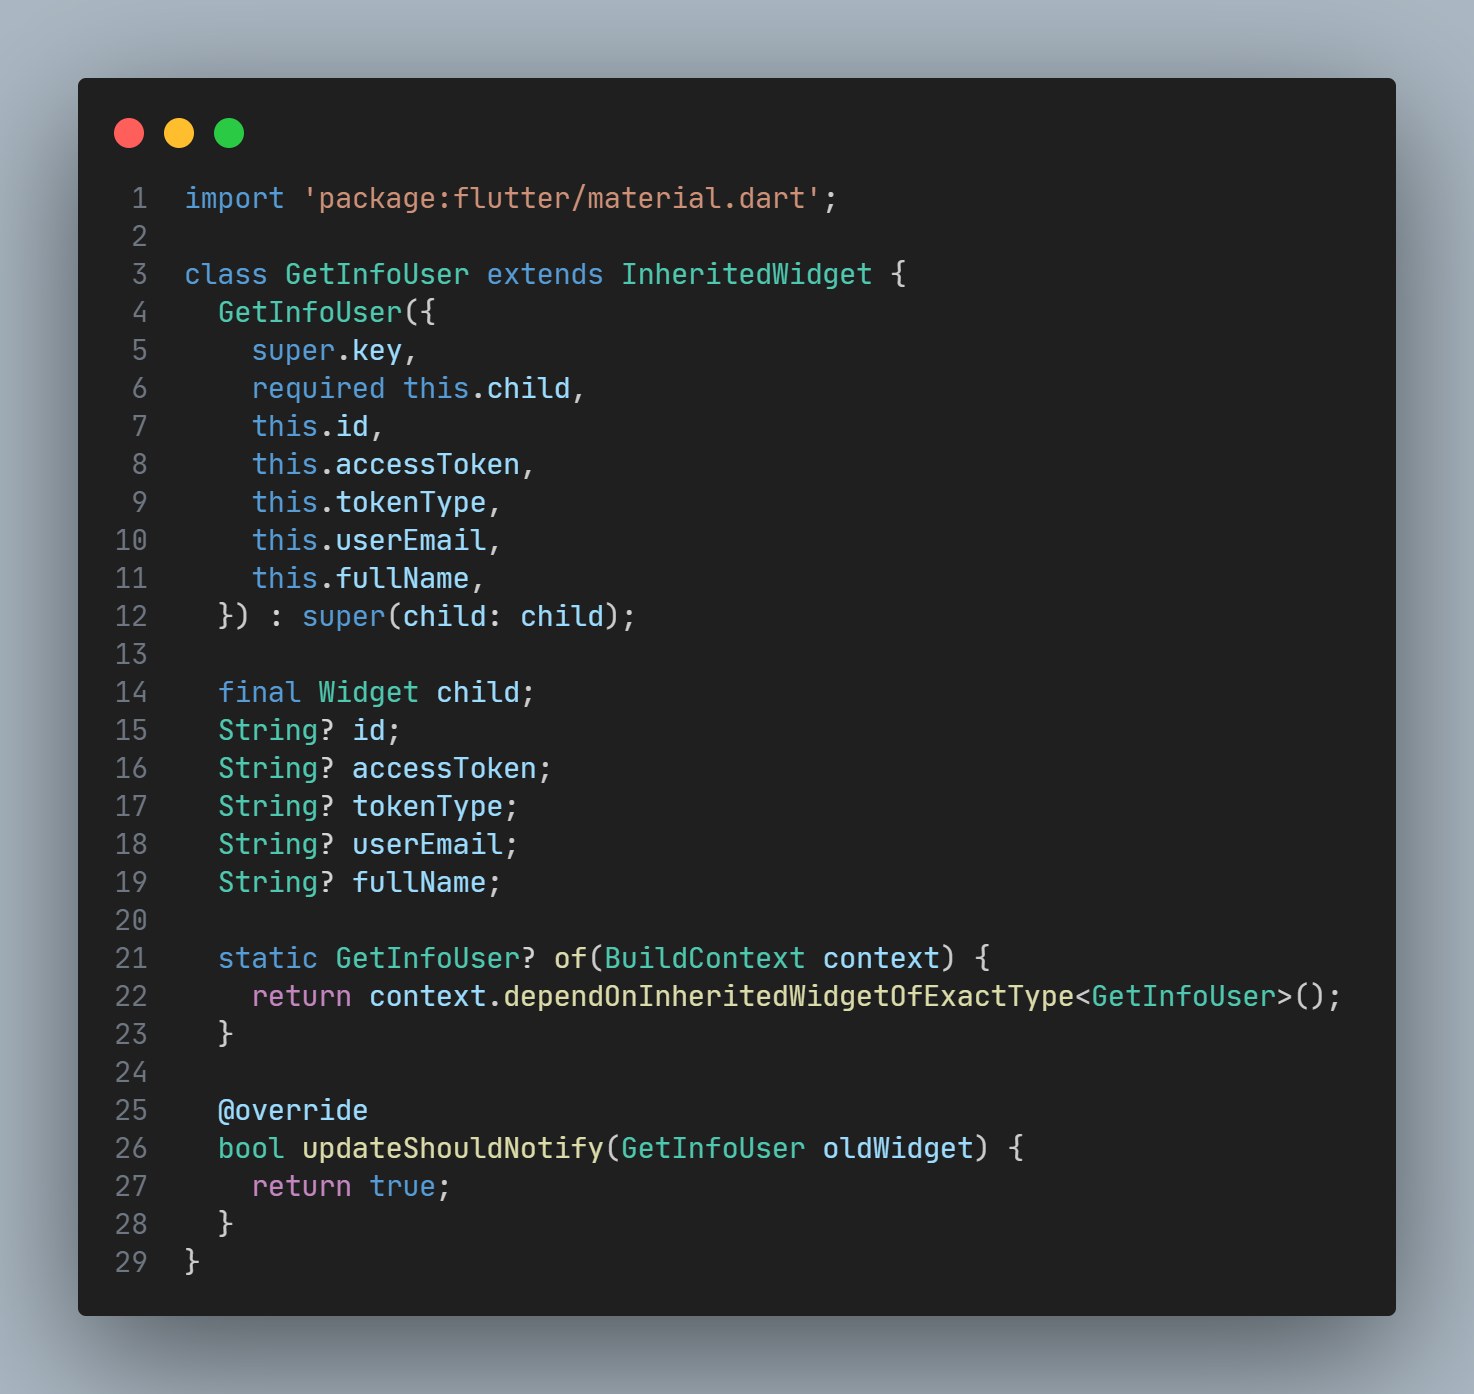 1 import 'package:flutter/material.dart';
2
3 class GetInfoUser extends InheritedWidget {
4   GetInfoUser({
5     super.key,
6     required this.child,
7     this.id,
8     this.accessToken,
9     this.tokenType,
10     this.userEmail,
11     this.fullName,
12   }) : super(child: child);
13
14   final Widget child;
15   String? id;
16   String? accessToken;
17   String? tokenType;
18   String? userEmail;
19   String? fullName;
20
21   static GetInfoUser? of(BuildContext context) {
22     return context.dependOnInheritedWidgetOfExactType<GetInfoUser>();
23   }
24
25   @override
26   bool updateShouldNotify(GetInfoUser oldWidget) {
27     return true;
28   }
29 }